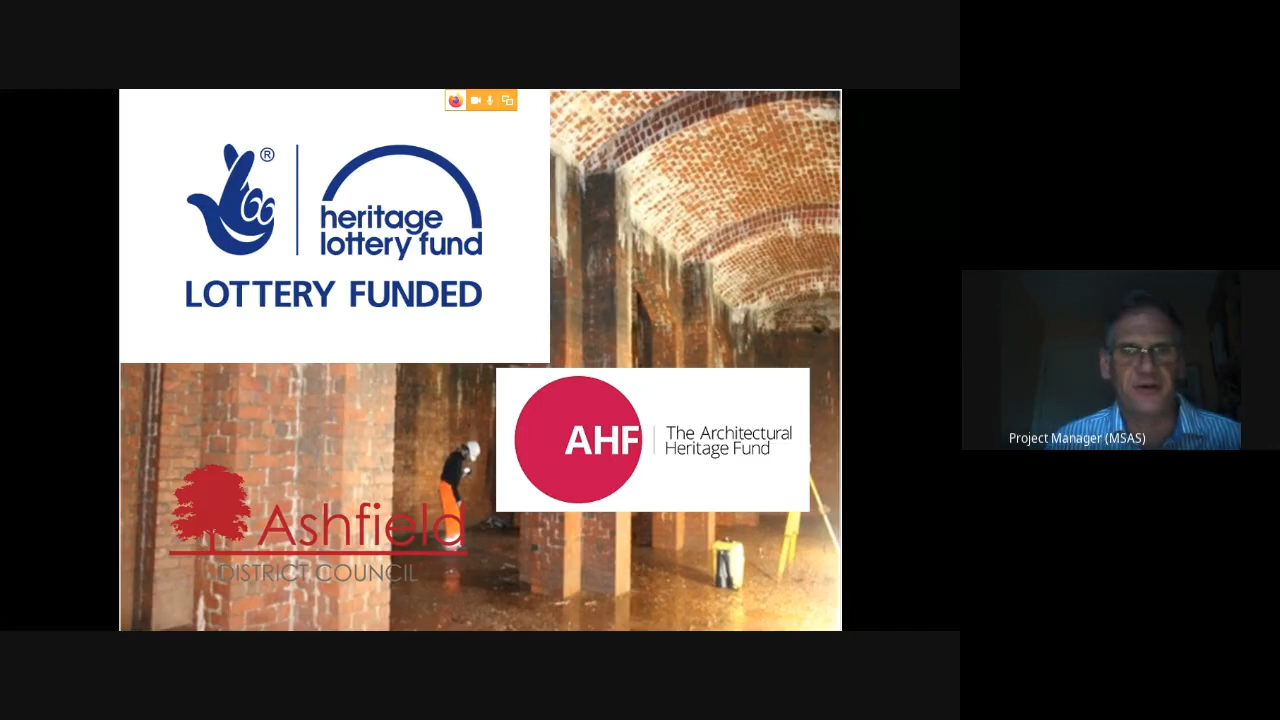 ®
heritage
lottery fund
LOTTERY FUNDED
AHF
The Architectural
Heritage Fund
Ashfield
DISTRICT COUNCIL
Project Manager (MSAS)